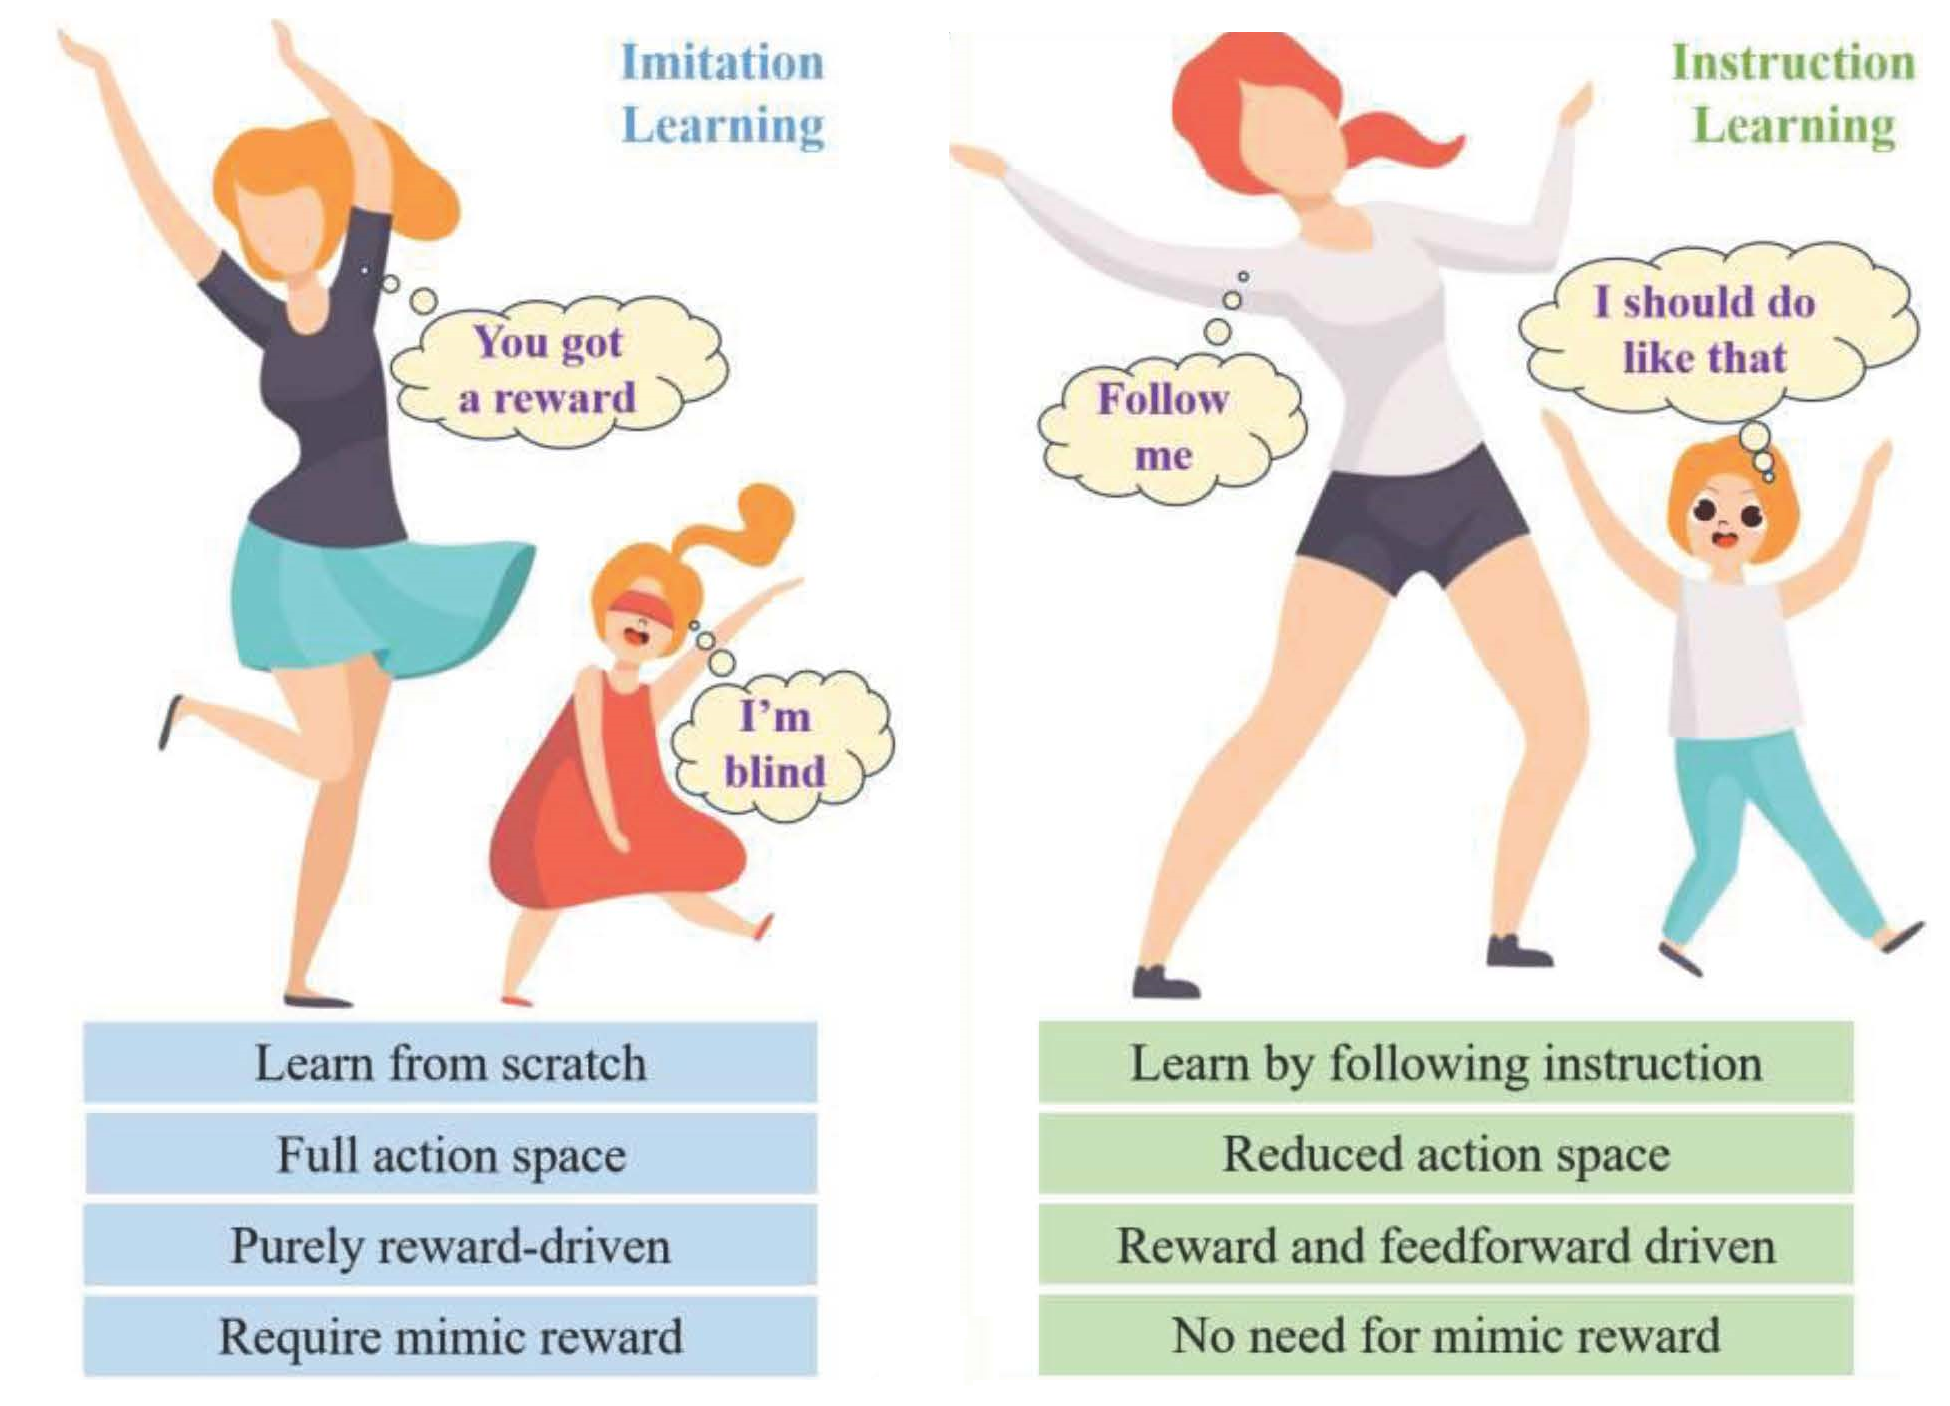 Imitation
Learning
You got
a reward
I'm
blind
Learn from scratch
Full action space
Purely reward-driven
Require mimic reward
Instruction
Learning
Follow
me
I should do
like that
Learn by following instruction
Reduced action space
Reward and feedforward driven
No need for mimic reward